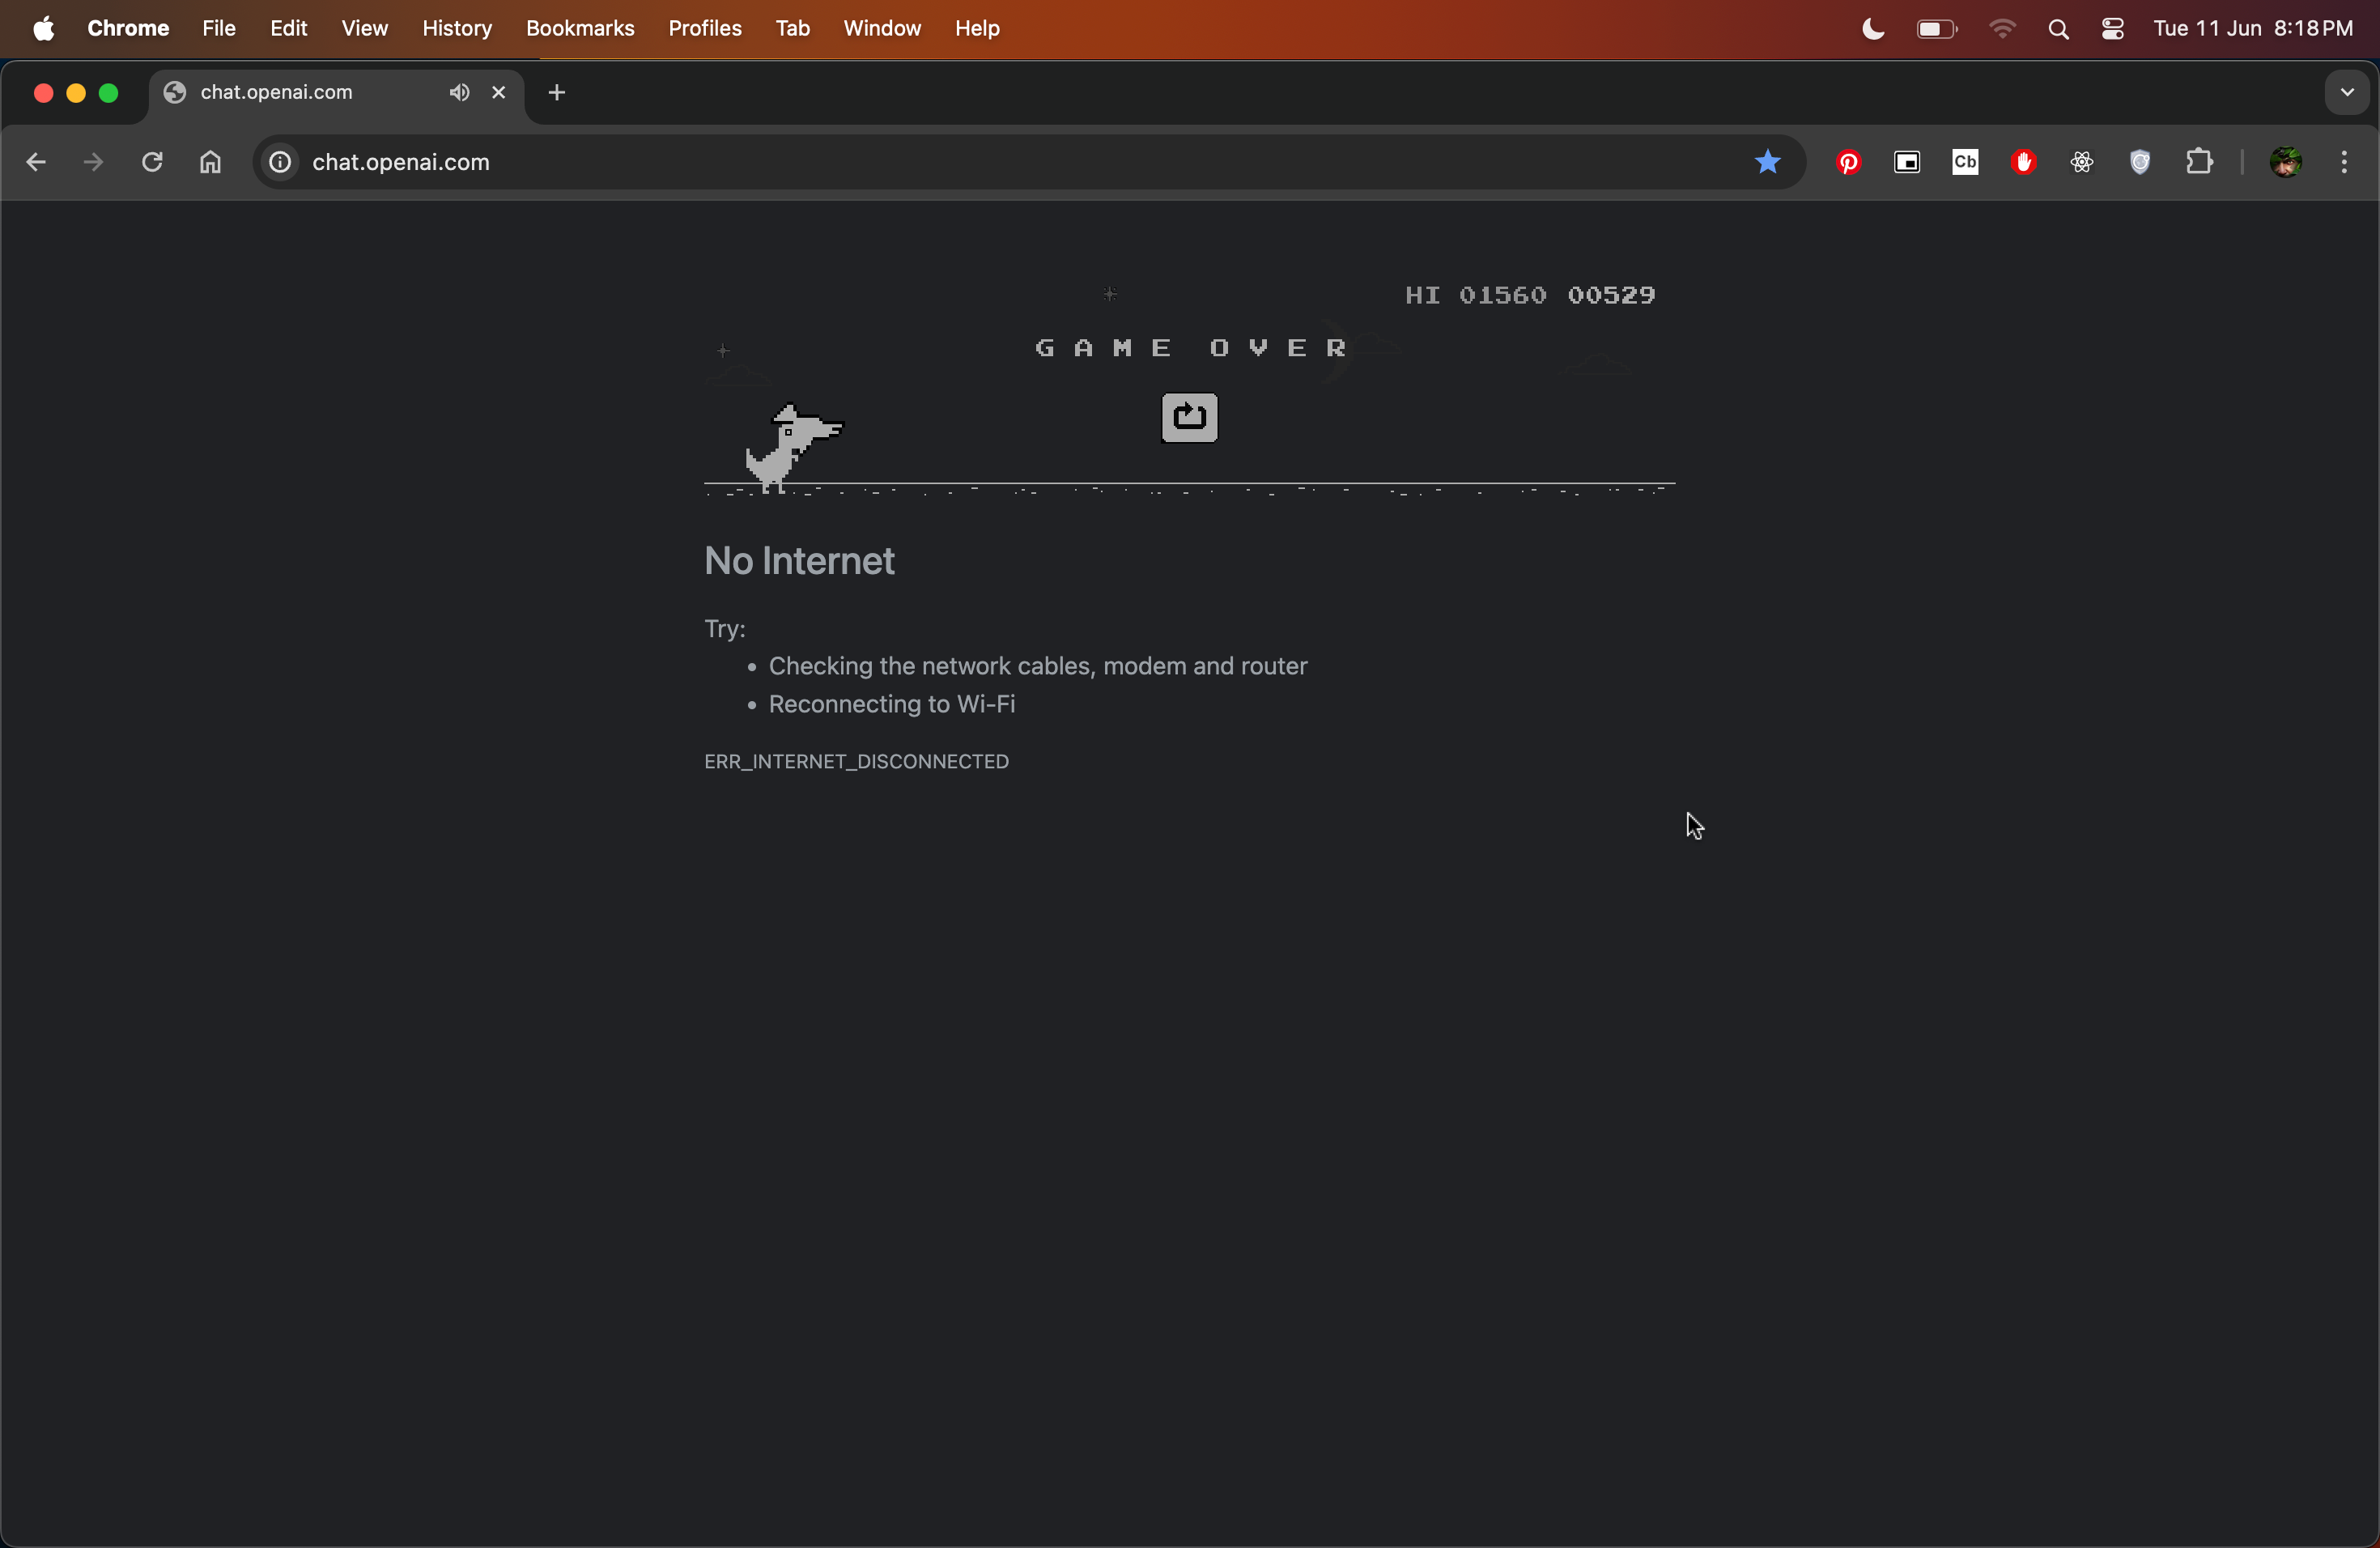 Chrome File Edit View History Bookmarks Profiles Tab Window Help Tue 11 Jun 8:18 PM
chat.openai.com
chat.openai.com Cb
HI 01560 00529
GAME OVER
No Internet
Try:
• Checking the network cables, modem and router
• Reconnecting to Wi-Fi
ERR_INTERNET_DISCONNECTED